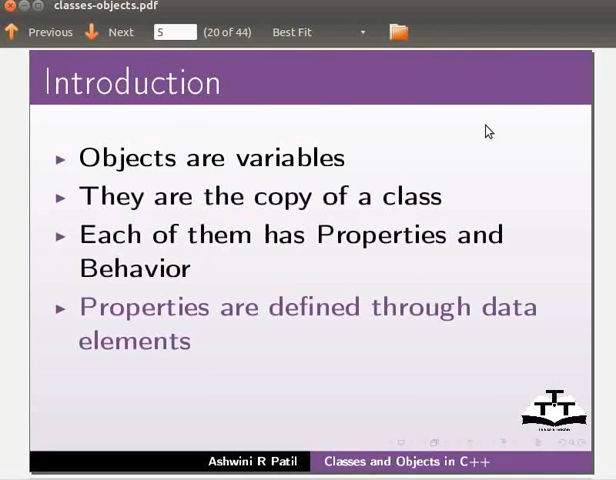 classes-objects.pdf
Previous Next 5 (20 of 44) Best Fit
Introduction
Objects are variables
They are the copy of a class
Each of them has Properties and
Behavior
Properties are defined through data
elements
Ashwini R Patil Classes and Objects in C++